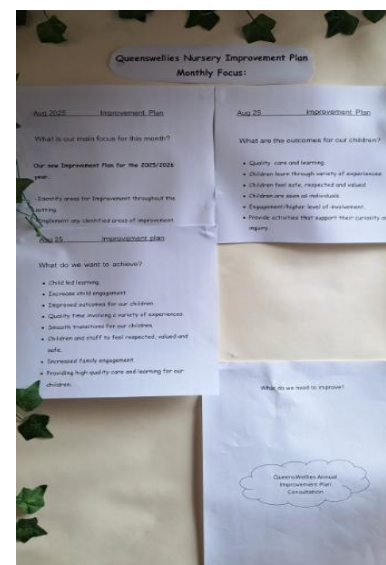 Queenswellies Nursery Improvement Plan
Monthly Focus:
Aug 2025 Improvement Plan
What is our main focus for this month?
Our new Improvement Plan for the 2025/2026
year.
-Identify areas for Improvement throughout the
setting.
-Implement any identified areas of improvement
Aug 25 Improvement Plan
What are the outcomes for our children?
Quality care and learning.
Children learn through variety of experiences.
Children feel safe, respected and valued.
Children are seen as individuals.
Engagement/higher level of involvement.
Provide activities that support their curiosity a
inquiry.
Aug 25 Improvement plan
What do we want to achieve?
Child led learning.
Increase child engagement.
Improved outcomes for our children.
Quality time involving a variety of experiences.
Smooth transitions for our children.
Children and staff to feel respected, valued and
safe.
Increased family engagement.
Providing high quality care and learning for our
children.
What do we need to improve?
QueensWellies Annual
Improvement Plan
Consultation